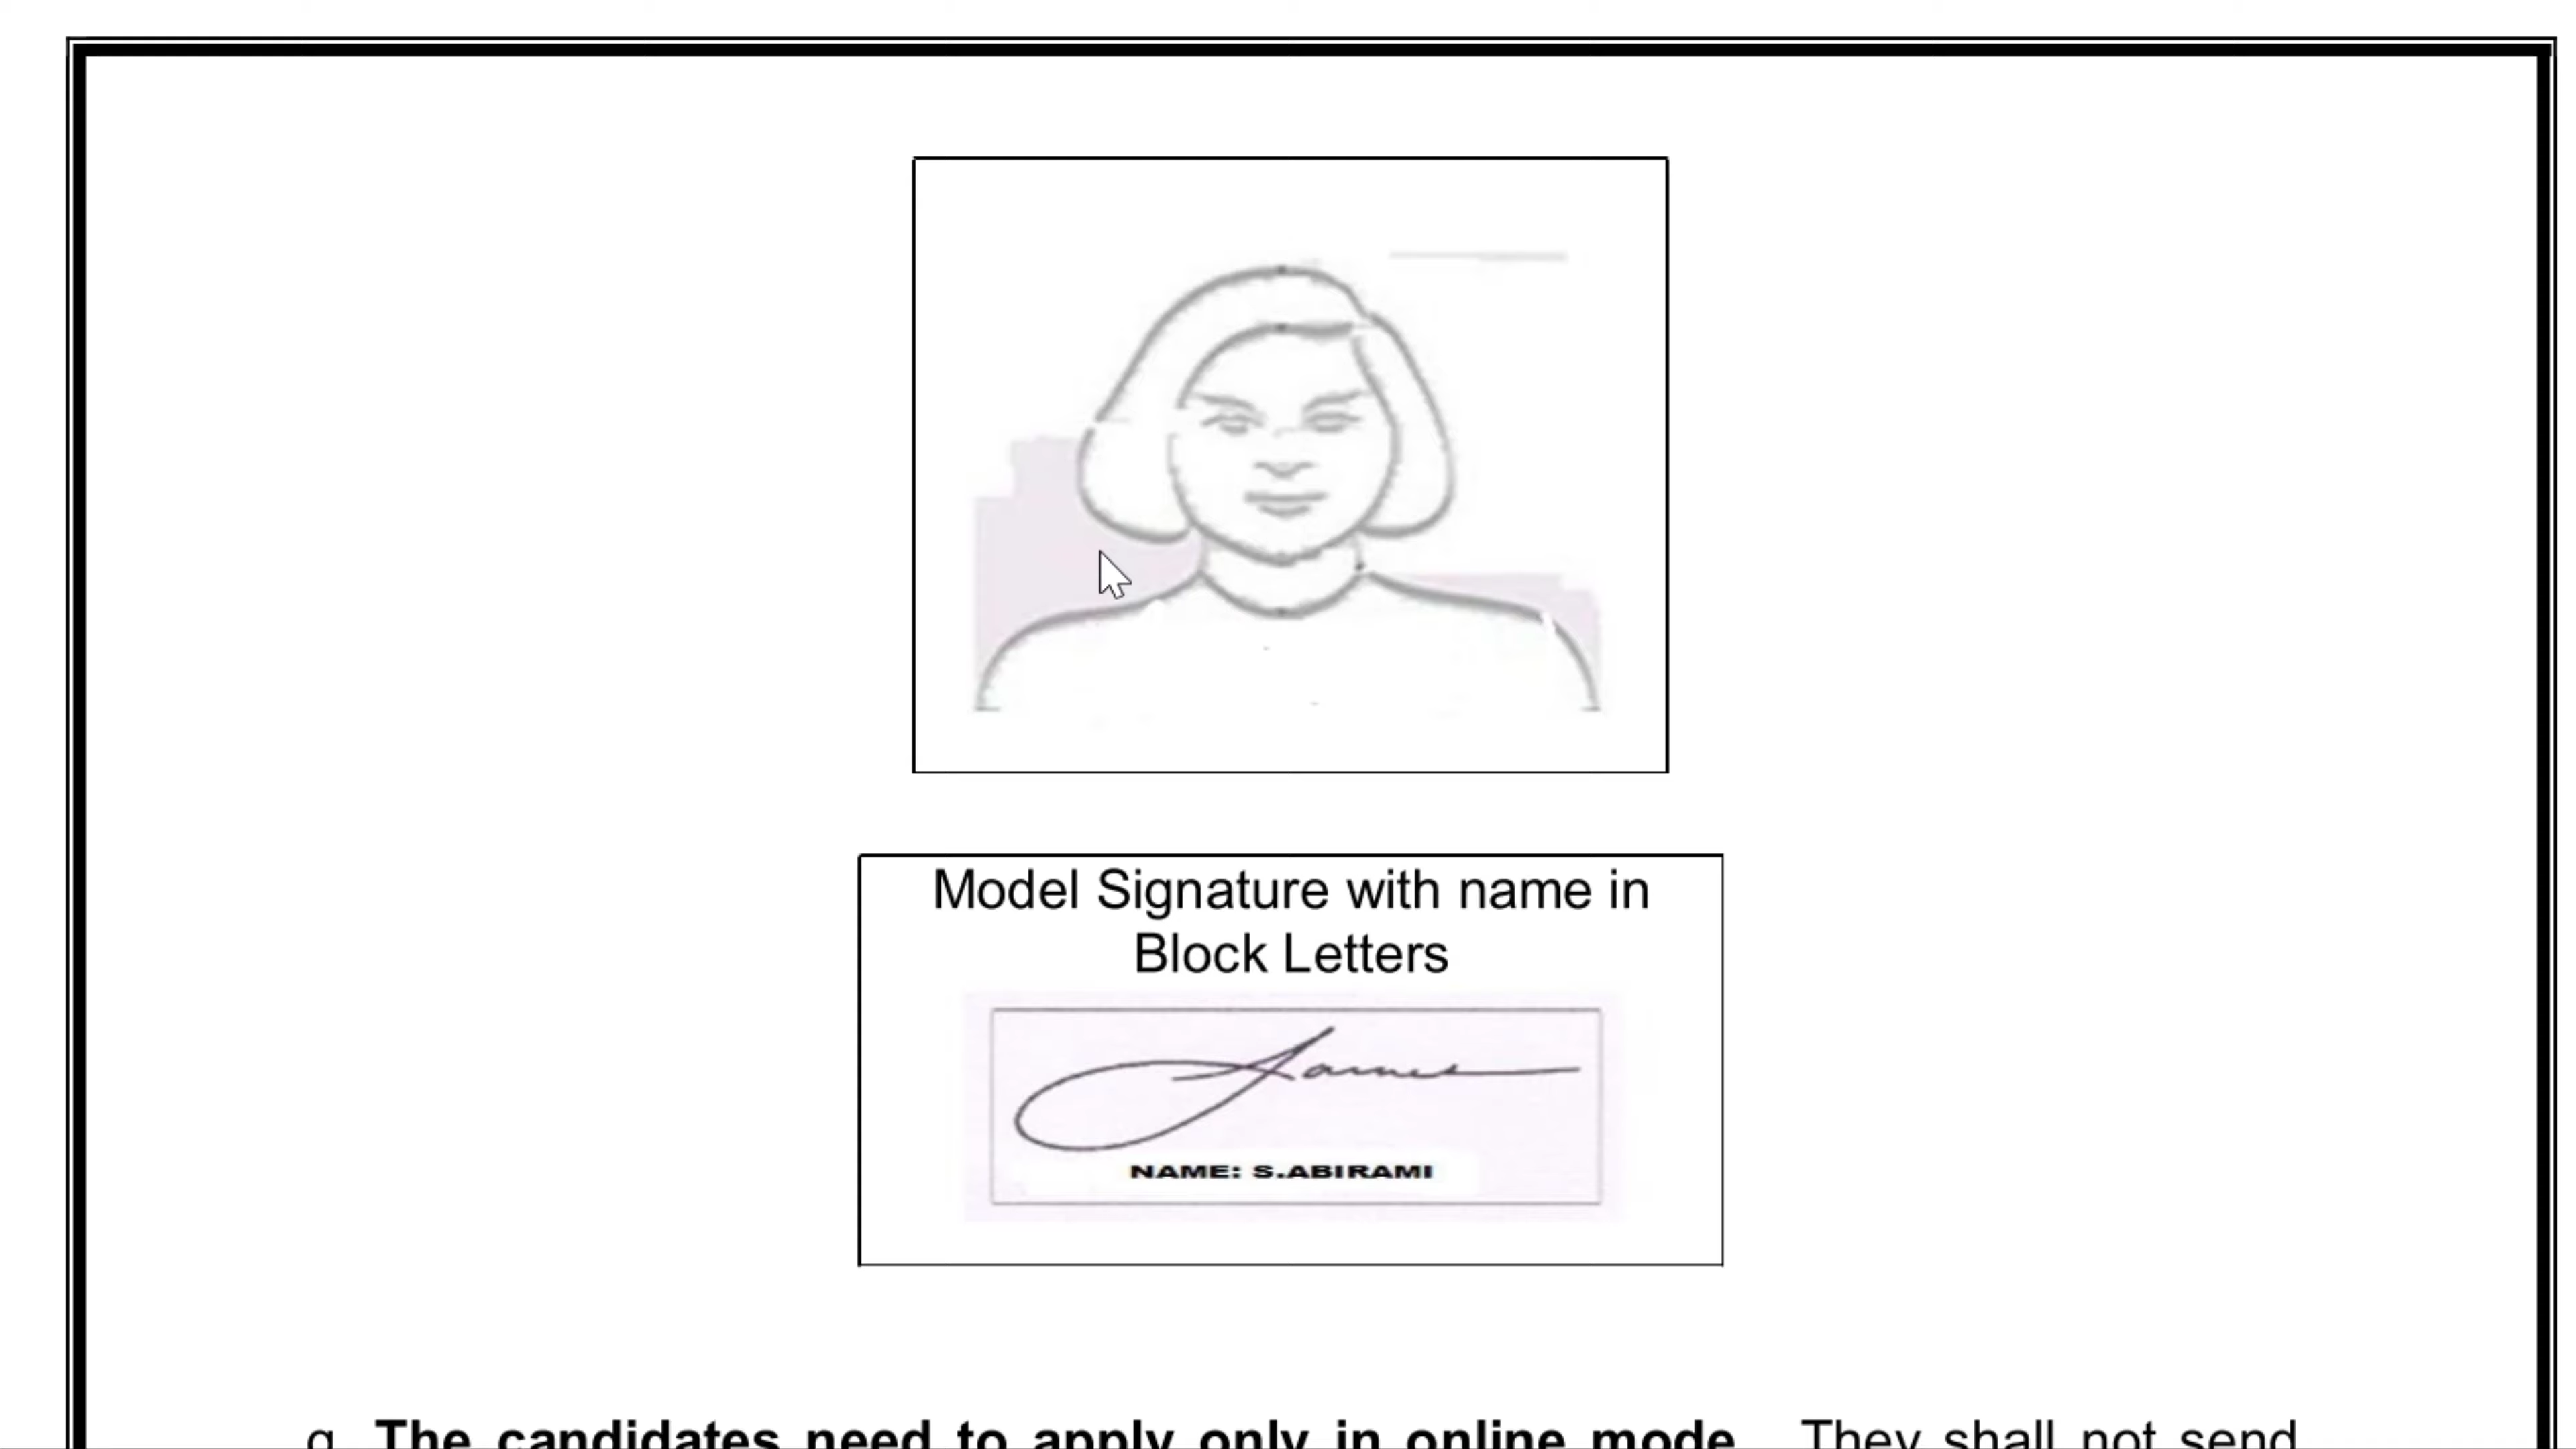 Model Signature with name in
Block Letters
James
NAME: S.ABIRAMI
g. The candidates need to apply only in online mode. They shall not send